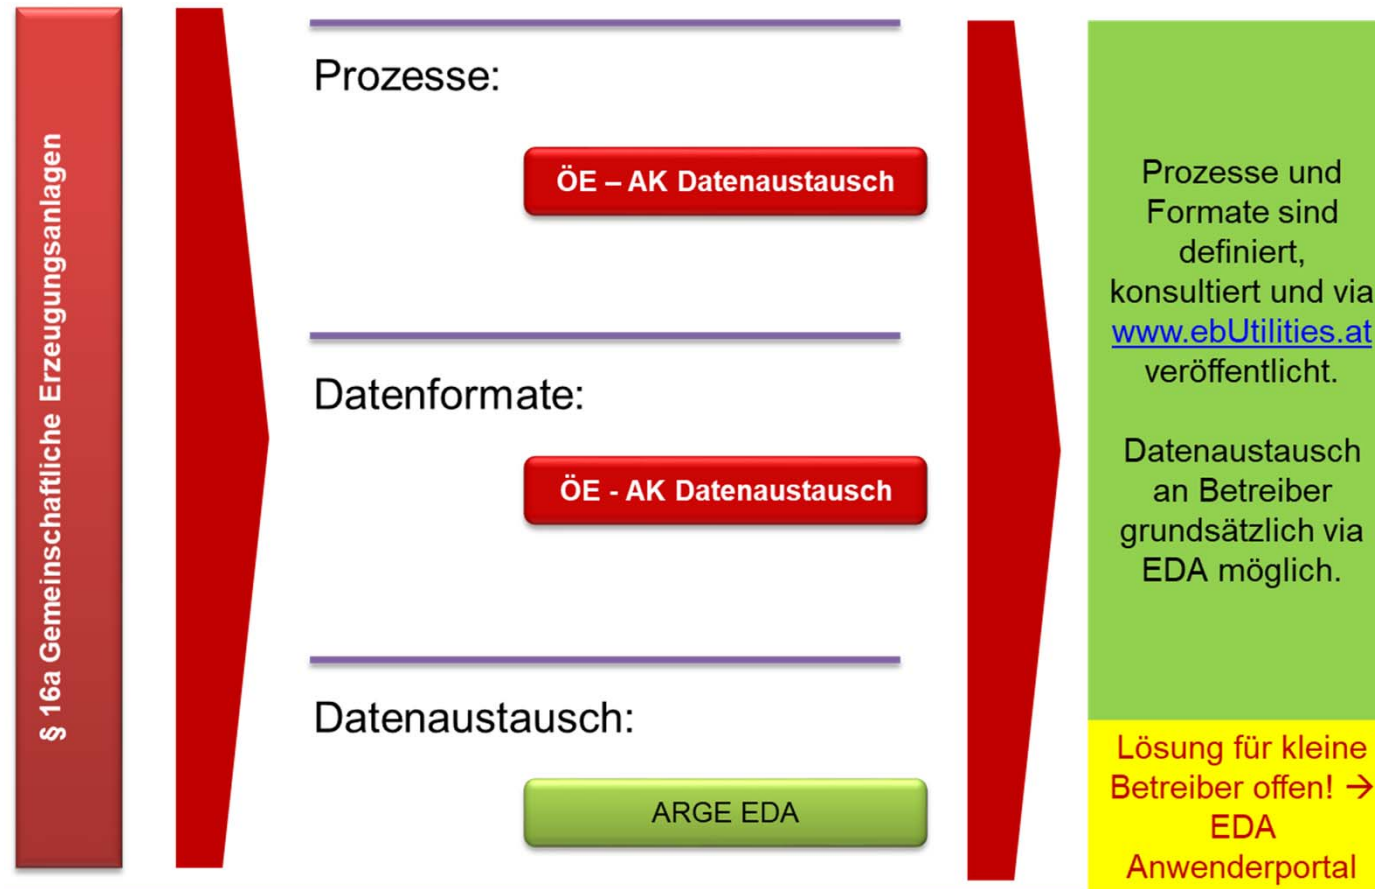 § 16a Gemeinschaftliche Erzeugungsanlagen
Prozesse:
ÖE – AK Datenaustausch
Datenformate:
ÖE - AK Datenaustausch
Datenaustausch:
ARGE EDA
Prozesse und
Formate sind
definiert,
konsultiert und via
www.ebUtilities.at
veröffentlicht.
Datenaustausch
an Betreiber
grundsätzlich via
EDA möglich.
Lösung für kleine
Betreiber offen! →
EDA
Anwenderportal